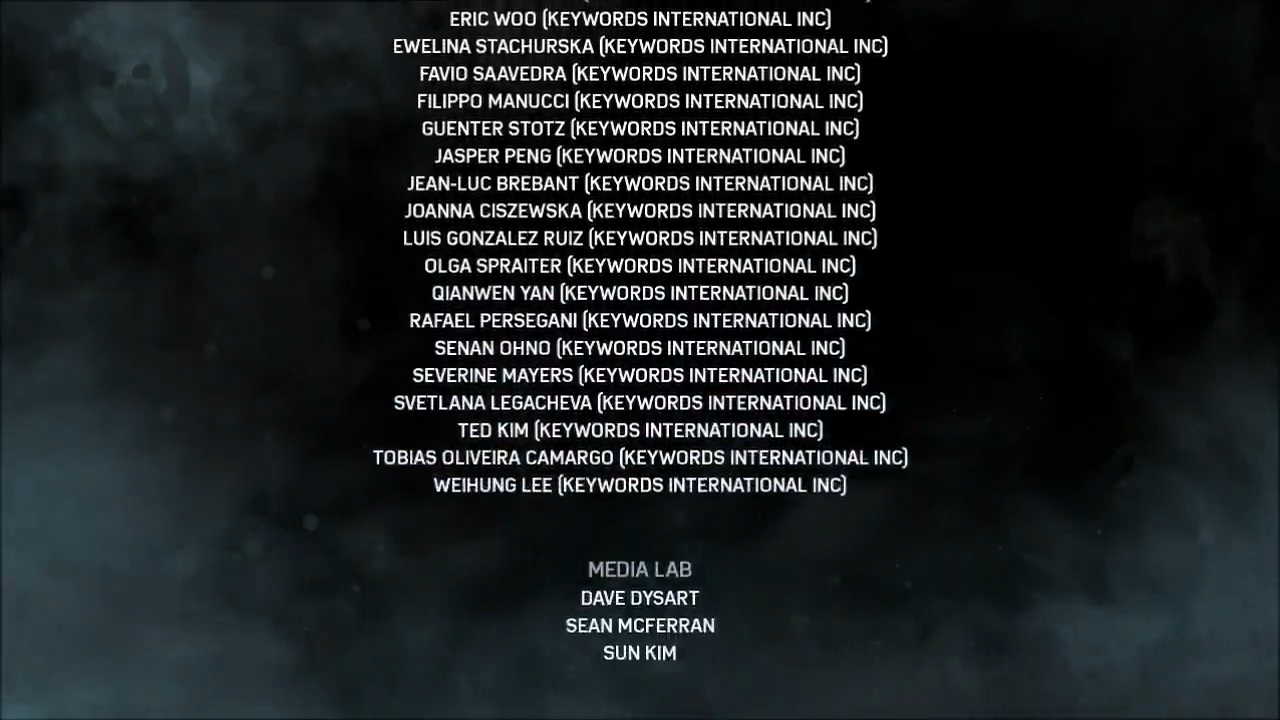 ERIC WOO (KEYWORDS INTERNATIONAL INC)
EWELINA STACHURSKA (KEYWORDS INTERNATIONAL INC)
FAVIO SAAVEDRA (KEYWORDS INTERNATIONAL INC)
FILIPPO MANUCCI (KEYWORDS INTERNATIONAL INC)
GUENTER STOTZ (KEYWORDS INTERNATIONAL INC)
JASPER PENG (KEYWORDS INTERNATIONAL INC)
JEAN-LUC BREBANT (KEYWORDS INTERNATIONAL INC)
JOANNA CISZEWSKA (KEYWORDS INTERNATIONAL INC)
LUIS GONZALEZ RUIZ (KEYWORDS INTERNATIONAL INC)
OLGA SPRAITER (KEYWORDS INTERNATIONAL INC)
QIANWEN YAN (KEYWORDS INTERNATIONAL INC)
RAFAEL PERSEGANI (KEYWORDS INTERNATIONAL INC)
SENAN OHNO (KEYWORDS INTERNATIONAL INC)
SEVERINE MAYERS (KEYWORDS INTERNATIONAL INC)
SVETLANA LEGACHEVA (KEYWORDS INTERNATIONAL INC)
TED KIM (KEYWORDS INTERNATIONAL INC)
TOBIAS OLIVEIRA CAMARGO (KEYWORDS INTERNATIONAL INC)
WEIHUNG LEE (KEYWORDS INTERNATIONAL INC)
MEDIA LAB
DAVE DYSART
SEAN MCFERRAN
SUN KIM